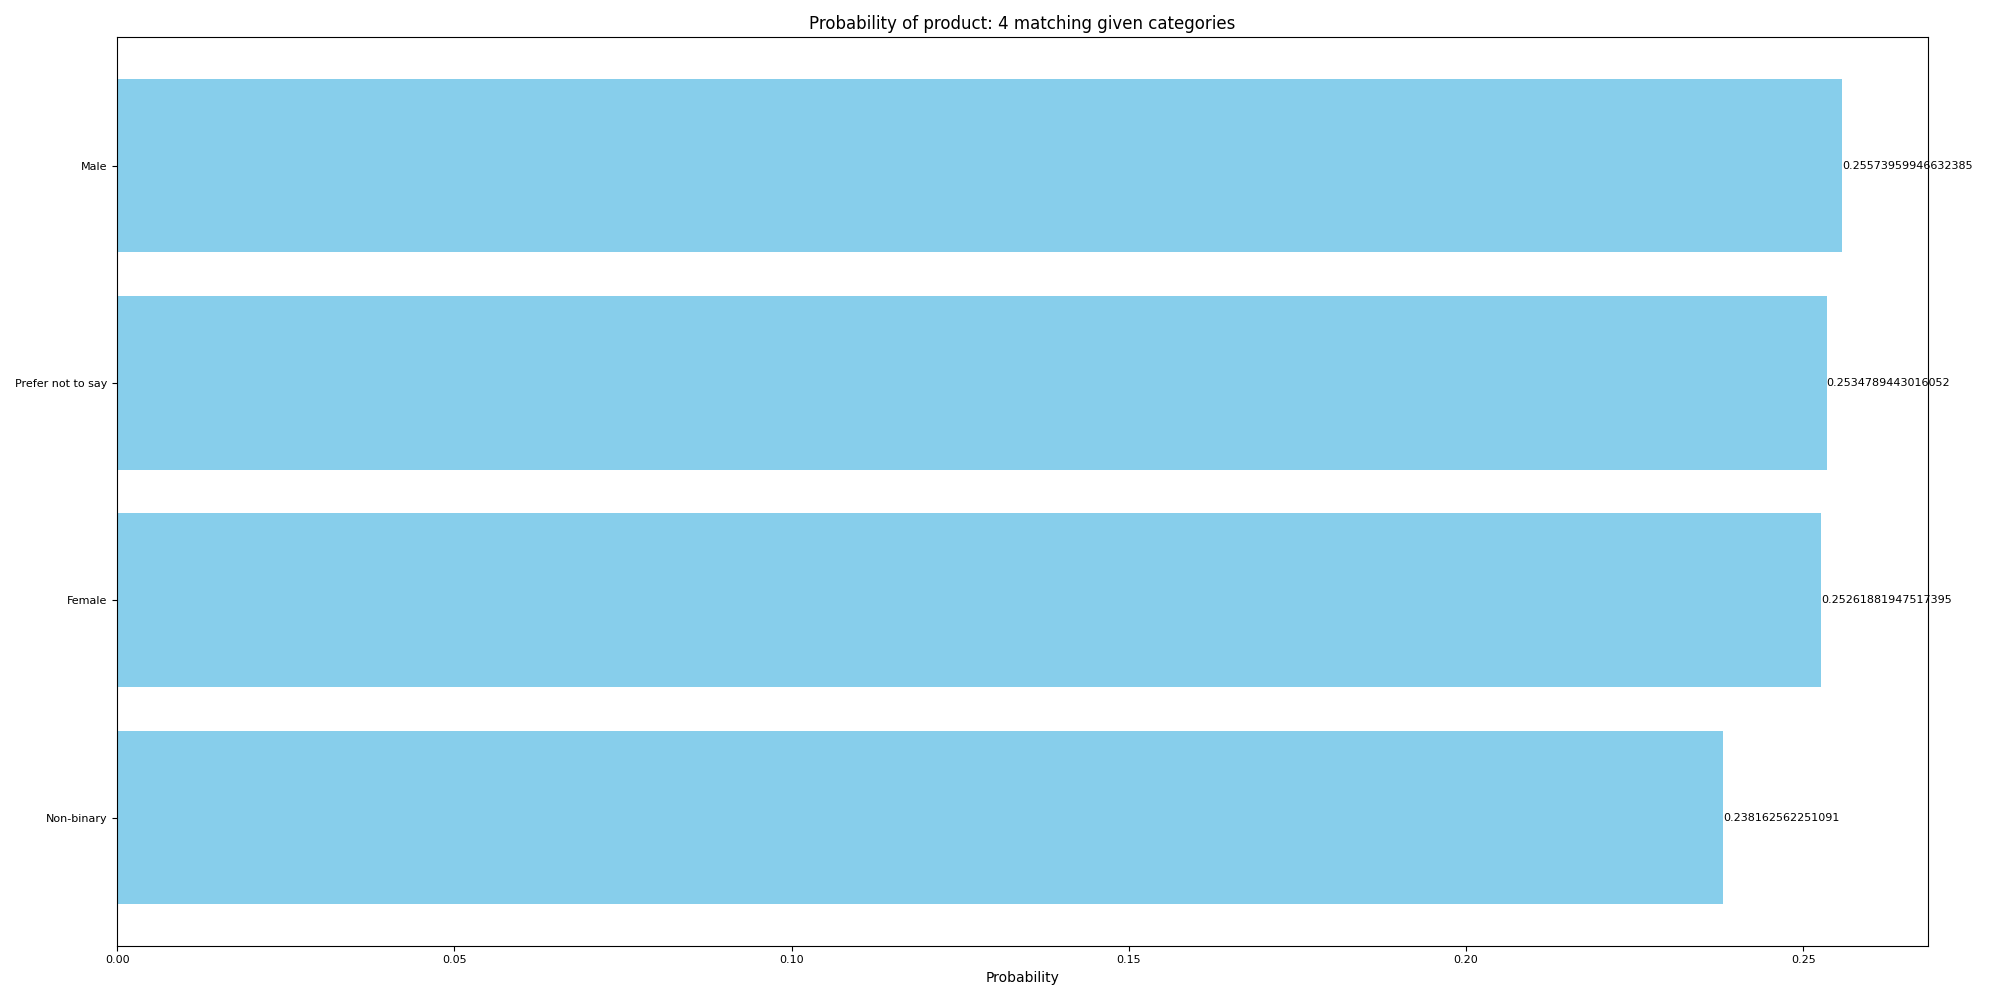 Probability of product: 4 matching given categories
Male
0.25573959946632385
Prefer not to say
0.2534789443016052
Female
0.25261881947517395
Non-binary
0.238162562251091
0.00 0.05 0.10 0.15 0.20 0.25
Probability